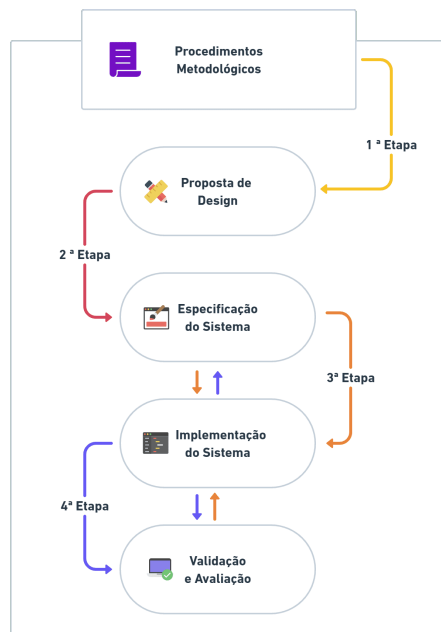 Procedimentos
Metodológicos
1 ª Etapa
Proposta de
Design
2 ª Etapa
Especificação
do Sistema
3ª Etapa
Implementação
do Sistema
4ª Etapa
Validação
e Avaliação